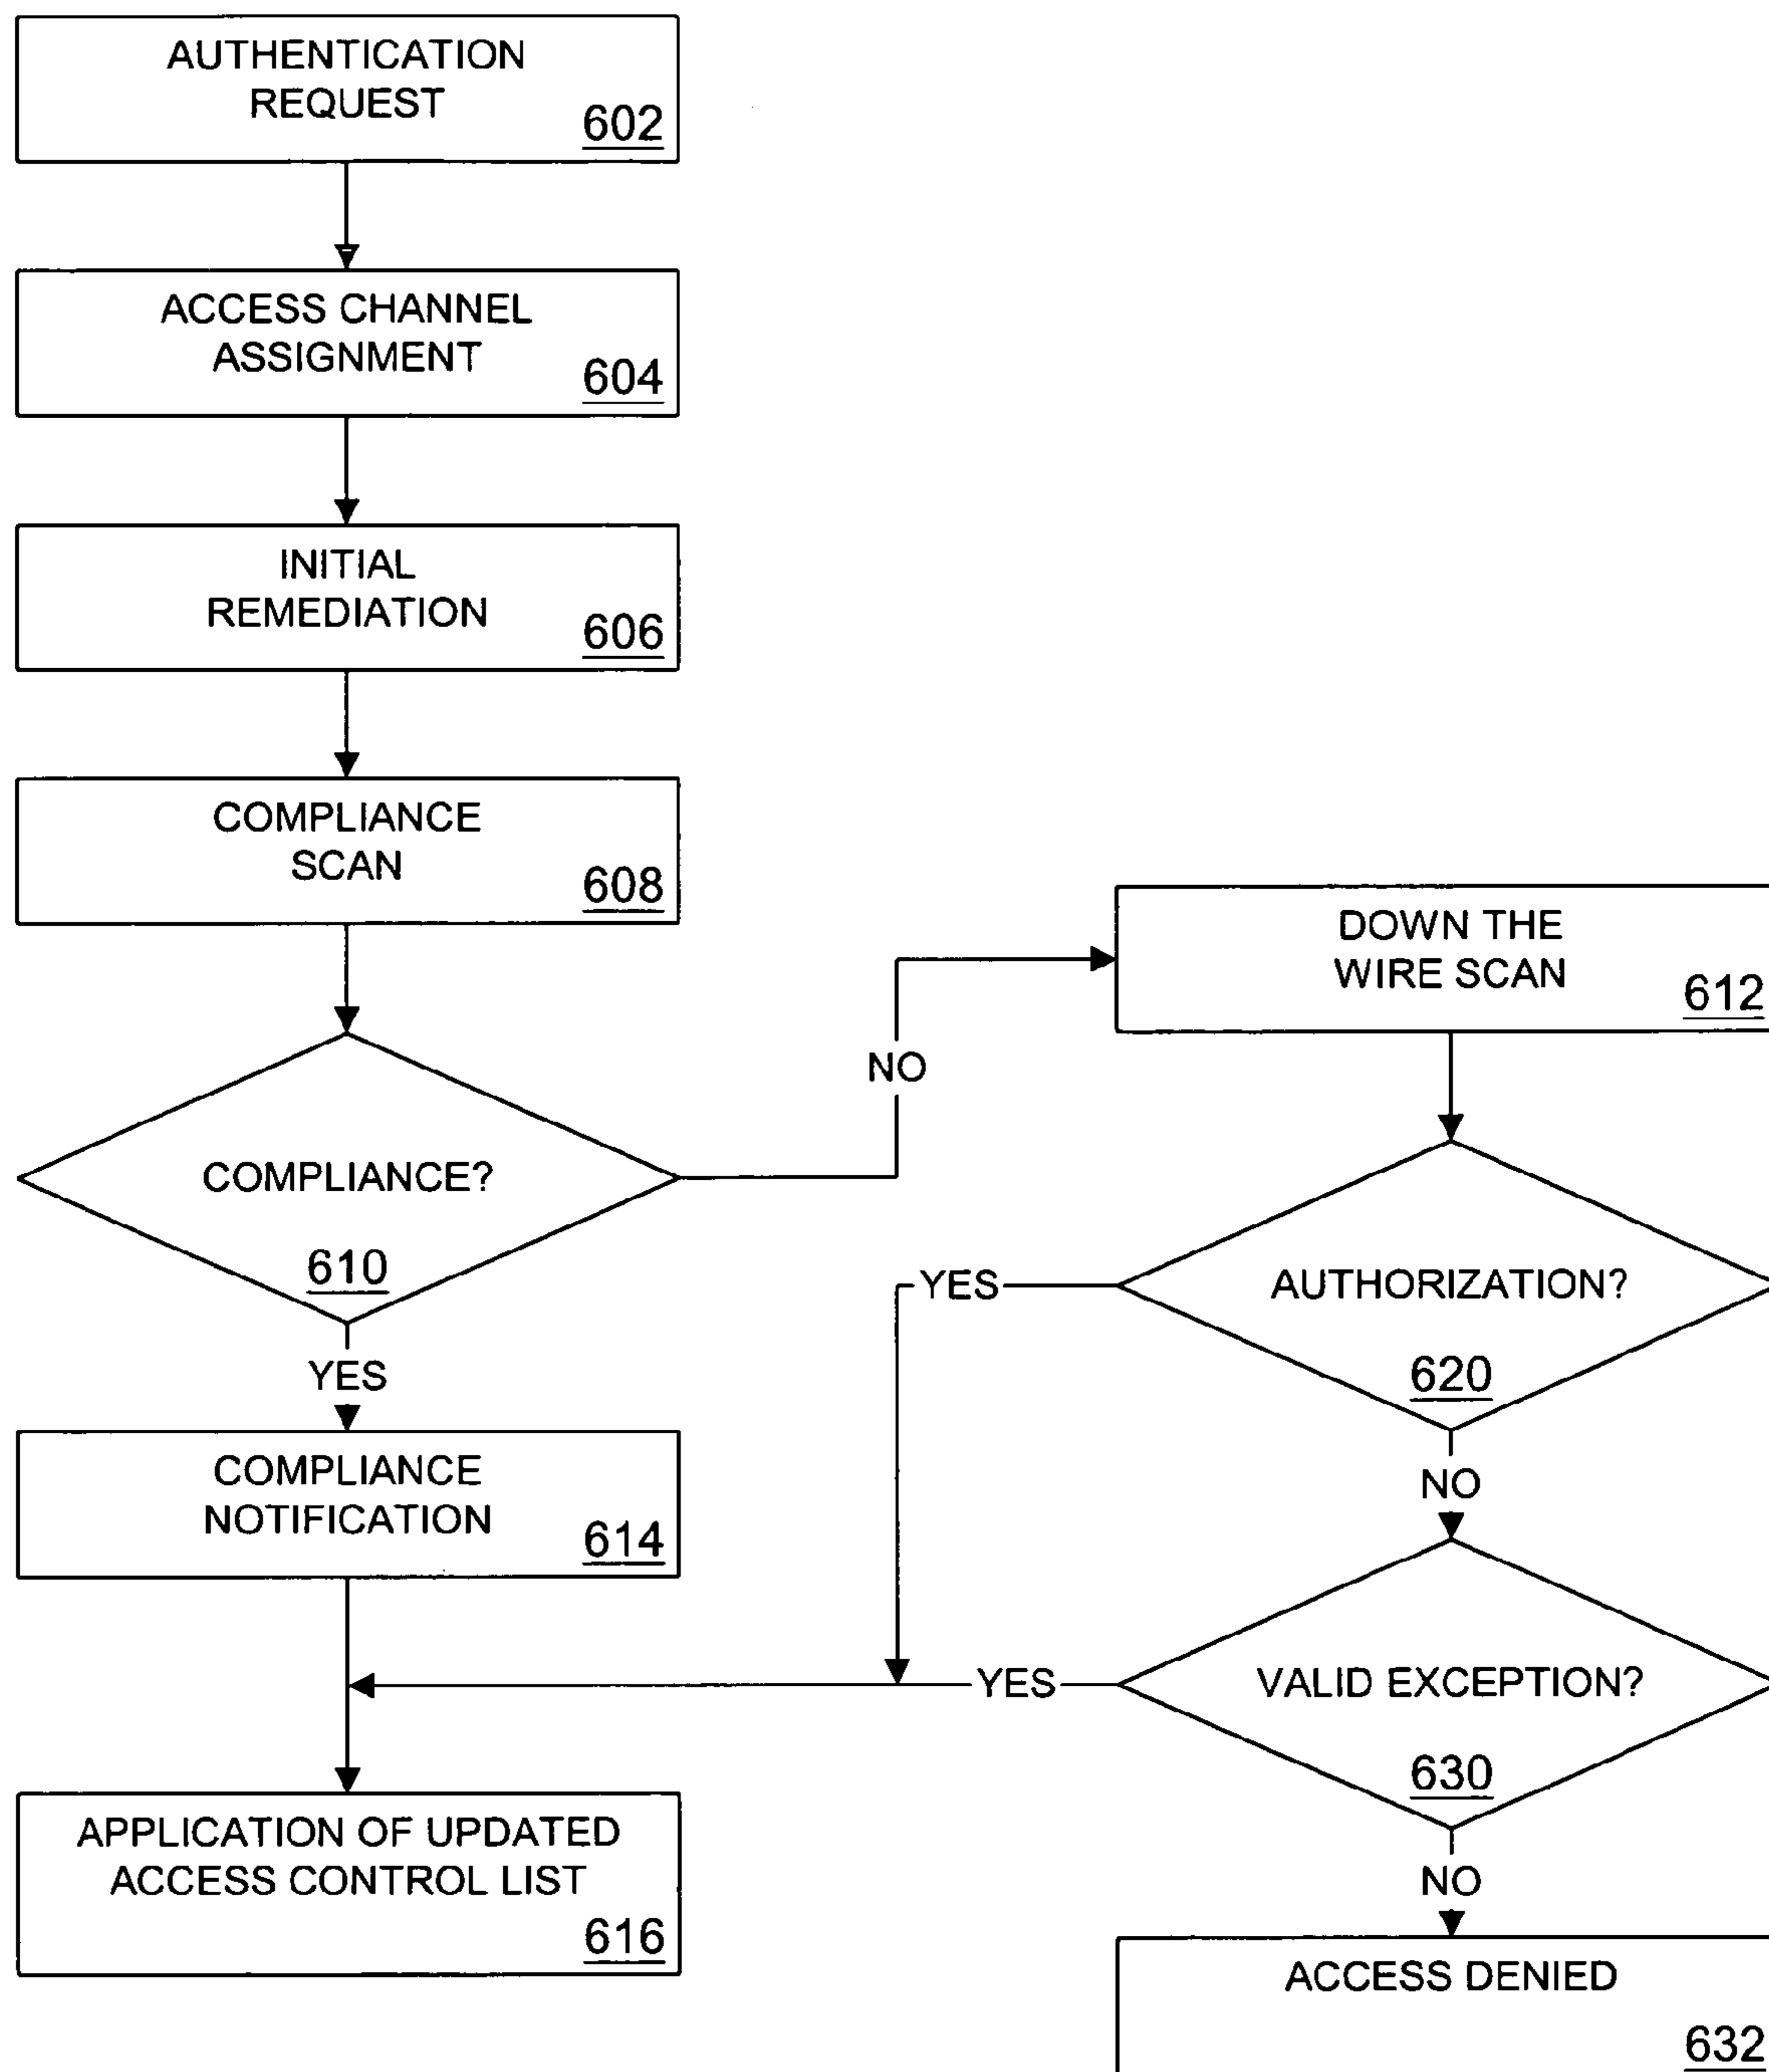 AUTHENTICATION
REQUEST
602
ACCESS CHANNEL
ASSIGNMENT
604
INITIAL
REMEDIATION
606
COMPLIANCE
SCAN
608
COMPLIANCE?
610
NO
YES
DOWN THE
WIRE SCAN
612
AUTHORIZATION?
620
YES
NO
COMPLIANCE
NOTIFICATION
614
VALID EXCEPTION?
630
YES
NO
APPLICATION OF UPDATED
ACCESS CONTROL LIST
616
ACCESS DENIED
632